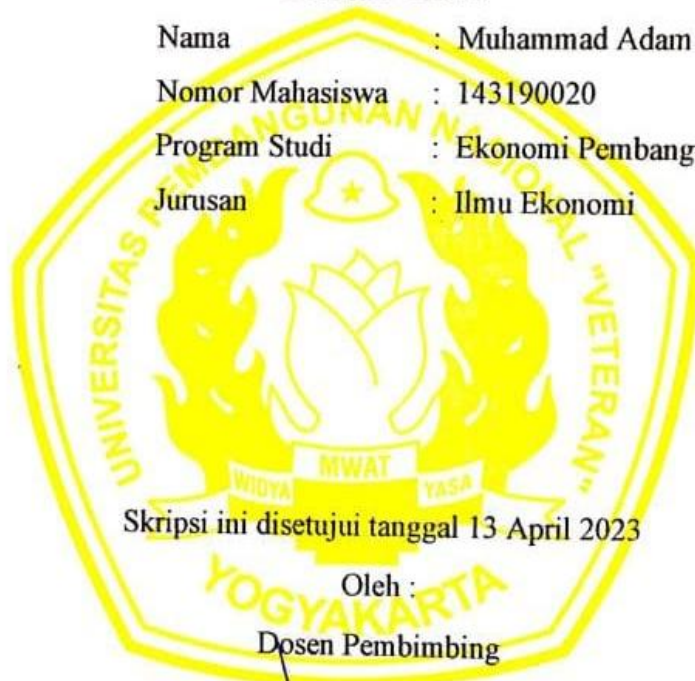 Nama : Muhammad Adam
Nomor Mahasiswa : 143190020
Program Studi : Ekonomi Pembang
Jurusan : Ilmu Ekonomi
UNIVERSITAS PEMBANGUNAN NASIONAL "VETERAN"
WIDYA MWAT YASA
Skripsi ini disetujui tanggal 13 April 2023
YOGYAKARTA
Oleh :
Dosen Pembimbing